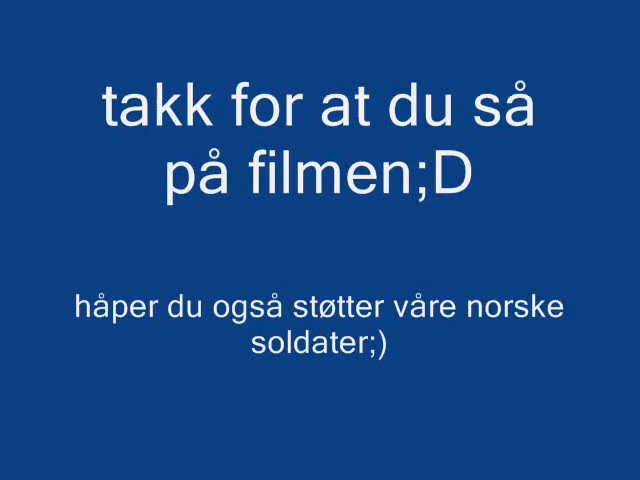 takk for at du så
på filmen;D
håper du også støtter våre norske
soldater;)